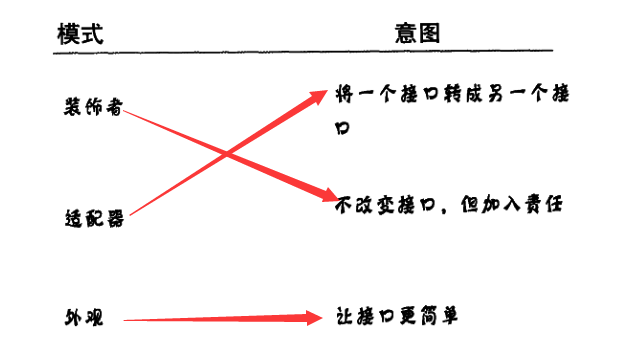 模式 意图
装饰者 将一个接口转成另一个接
口
适配器 不改变接口，但加入责任
外观 让接口更简单